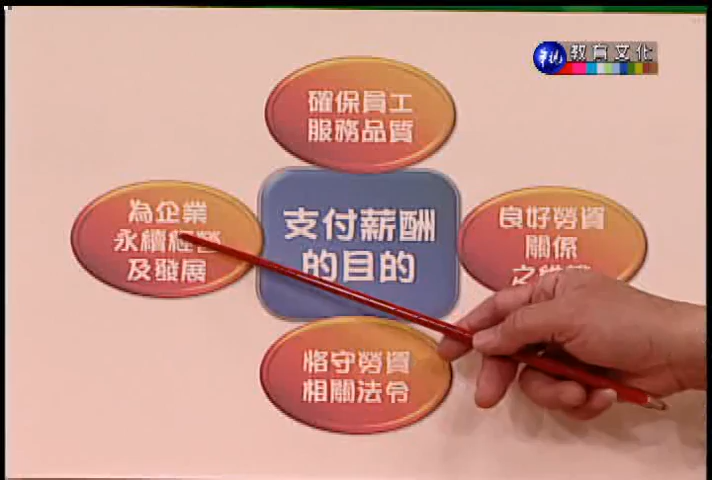 華視
教育文化
確保員工
服務品質
為企業
永續經營
及發展
支付薪酬
的目的
良好勞資
關係
恪守勞資
相關法令